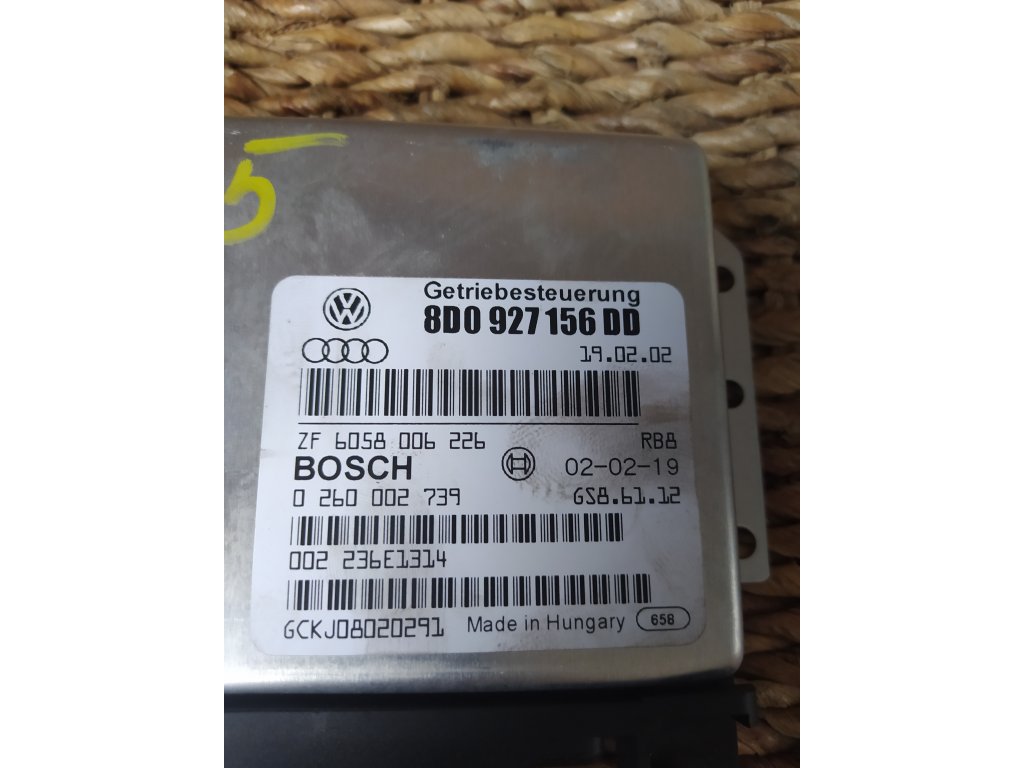 5
Getriebesteuerung
8D0 927 156 DD
19.02.02
ZF 6058 006 226 RB8
BOSCH 02-02-19
0 260 002 739 GS8.61.12
002 236E1314
GCKJ08020291 Made in Hungary 658